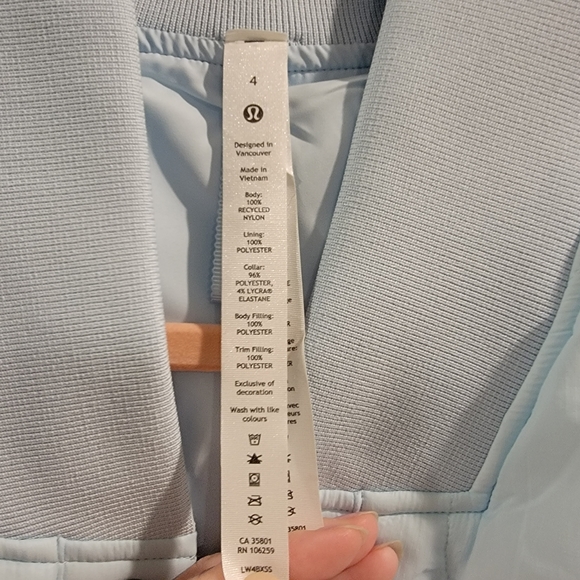 4
Designed in
Vancouver
Made in
Vietnam
Body:
100%
RECYCLED
NYLON
Lining:
100%
POLYESTER
Collar:
96%
POLYESTER,
4% LYCRA®
ELASTANE
Body Filling:
100%
POLYESTER
Trim Filling:
100%
POLYESTER
Exclusive of
decoration
Wash with like
colours
CA 35801
RN 106259
LW4BXSS